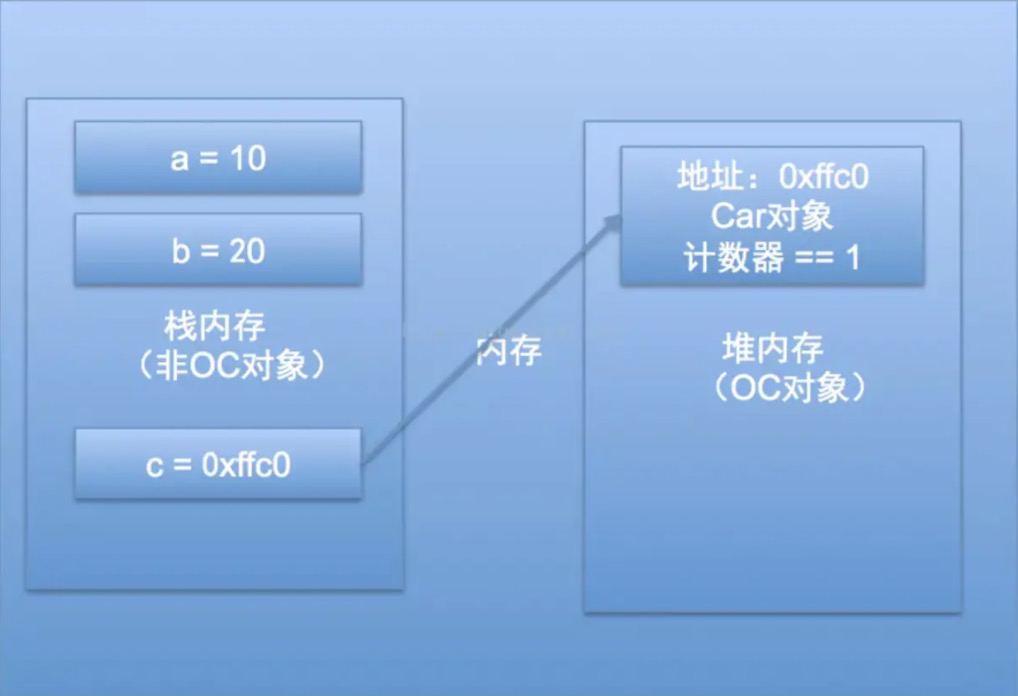 a = 10
b = 20
栈内存
（非OC对象）
c = 0xffc0
内存
地址：0xffc0
Car对象
计数器 == 1
堆内存
（OC对象）